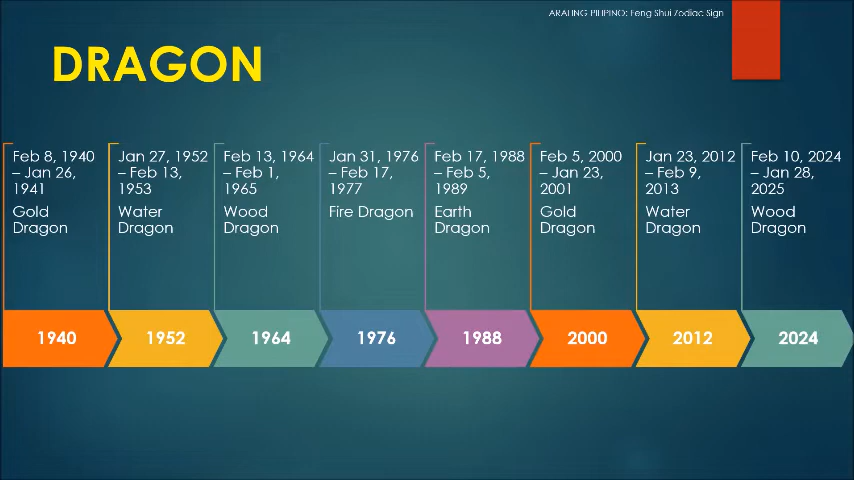 ARALING PILIPINO: Feng Shui Zodiac Sign
DRAGON
Feb 8, 1940
– Jan 26,
1941
Gold
Dragon
Jan 27, 1952
– Feb 13,
1953
Water
Dragon
Feb 13, 1964
– Feb 1,
1965
Wood
Dragon
Jan 31, 1976
– Feb 17,
1977
Fire Dragon
Feb 17, 1988
– Feb 5,
1989
Earth
Dragon
Feb 5, 2000
– Jan 23,
2001
Gold
Dragon
Jan 23, 2012
– Feb 9,
2013
Water
Dragon
Feb 10, 2024
– Jan 28,
2025
Wood
Dragon
1940
1952
1964
1976
1988
2000
2012
2024